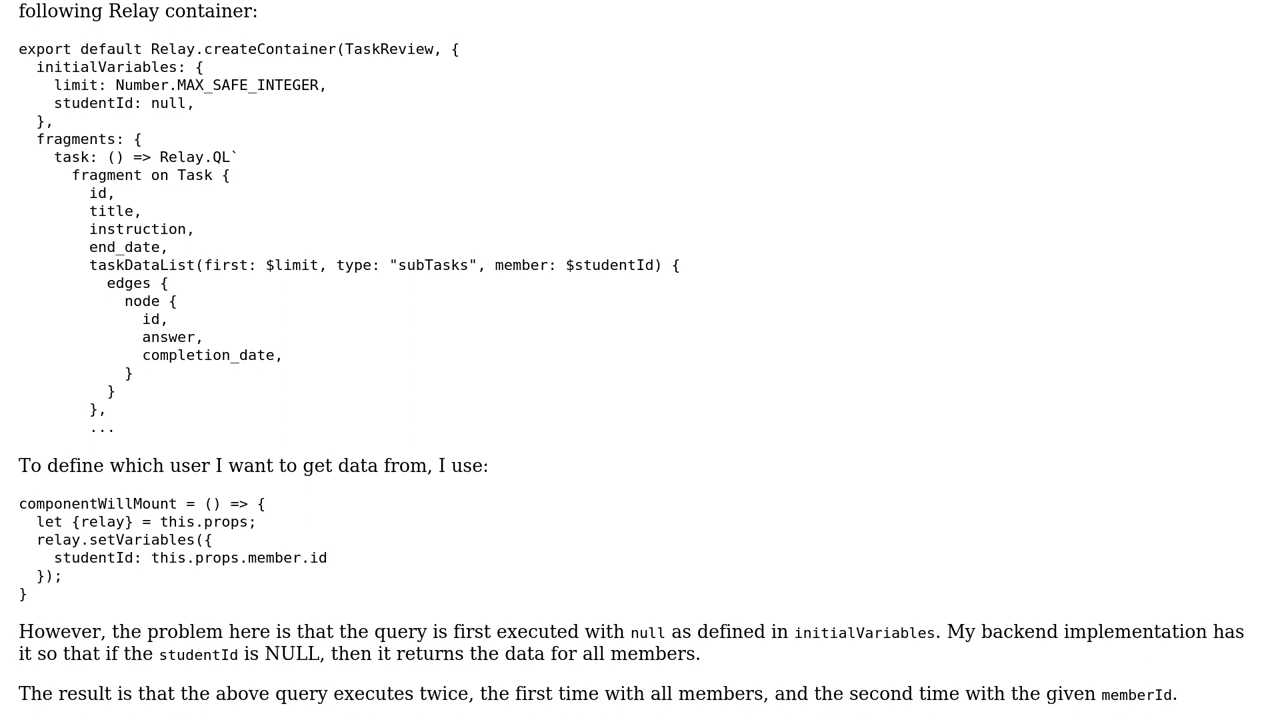 following Relay container:
export default Relay.createContainer(TaskReview, {
  initialVariables: {
    limit: Number.MAX_SAFE_INTEGER,
    studentId: null,
  },
  fragments: {
    task: () => Relay.QL`
      fragment on Task {
        id,
        title,
        instruction,
        end_date,
        taskDataList(first: $limit, type: "subTasks", member: $studentId) {
          edges {
            node {
              id,
              answer,
              completion_date,
            }
          }
        },
        ...
To define which user I want to get data from, I use:
componentWillMount = () => {
  let {relay} = this.props;
  relay.setVariables({
    studentId: this.props.member.id
  });
}
However, the problem here is that the query is first executed with null as defined in initialVariables. My backend implementation has
it so that if the studentId is NULL, then it returns the data for all members.
The result is that the above query executes twice, the first time with all members, and the second time with the given memberId.